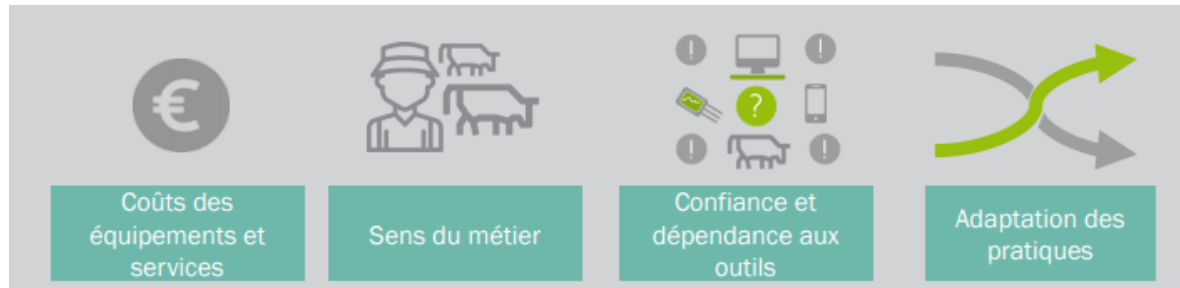 €
!
!
?
!
!
Coûts des
équipements et
services
Sens du métier
Confiance et
dépendance aux
outils
Adaptation des
pratiques